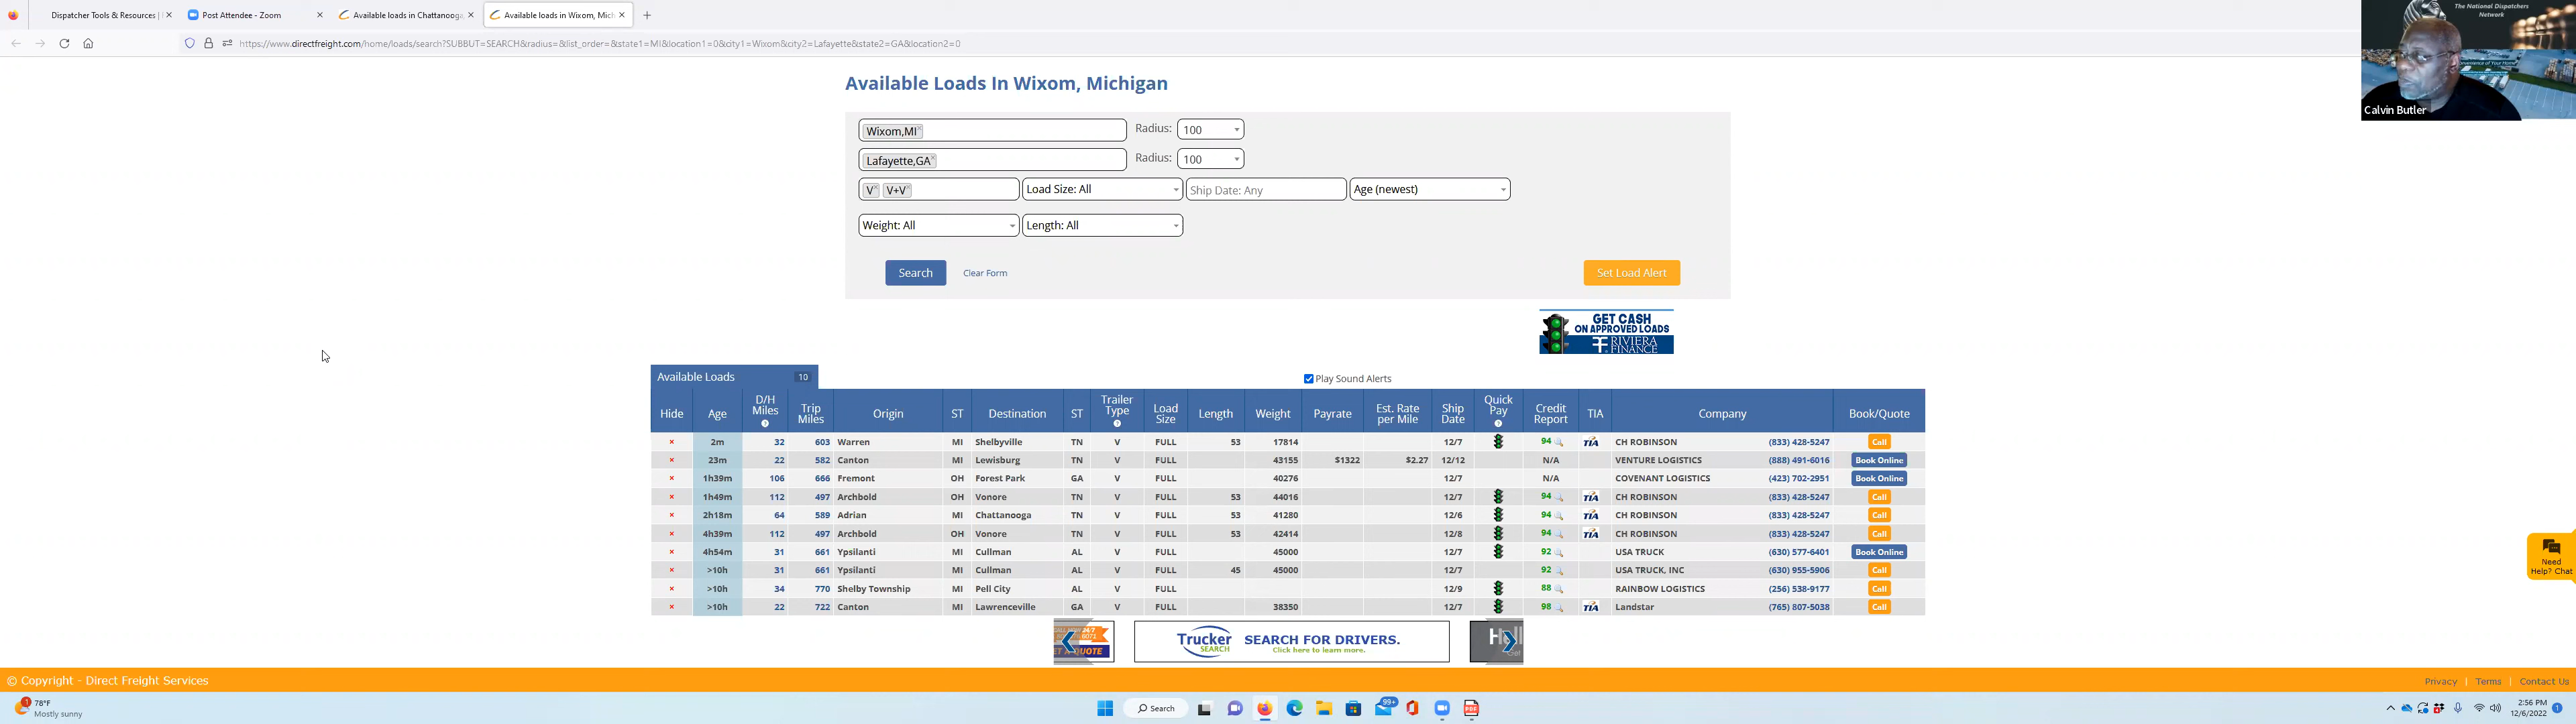 Dispatcher Tools & Resources |
Post Attendee - Zoom
Available loads in Chattanooga,
Available loads in Wixom, Mich
https://www.directfreight.com/home/loads/search?SUBBUT=SEARCH&radius=&list_order=&state1=MI&location1=0&city1=Wixom&city2=Lafayette&state2=GA&location2=0
The National Dispatchers
Network
Convenience of Your Home
Calvin Butler
Available Loads In Wixom, Michigan
Wixom,MI Radius: 100
Lafayette,GA Radius: 100
V V+V Load Size: All Ship Date: Any Age (newest)
Weight: All Length: All
Search Clear Form Set Load Alert
GET CASH
ON APPROVED LOADS
RIVIERA
FINANCE
Available Loads 10 Play Sound Alerts
Hide Age D/H Miles Trip Miles Origin ST Destination ST Trailer Type Load Size Length Weight Payrate Est. Rate per Mile Ship Date Quick Pay Credit Report TIA Company Book/Quote
× 2m 32 603 Warren MI Shelbyville TN V FULL 53 17814 12/7 94 TIA CH ROBINSON (833) 428-5247 Call
× 23m 22 582 Canton MI Lewisburg TN V FULL 43155 $1322 $2.27 12/12 N/A VENTURE LOGISTICS (888) 491-6016 Book Online
× 1h39m 106 666 Fremont OH Forest Park GA V FULL 40276 12/7 N/A COVENANT LOGISTICS (423) 702-2951 Book Online
× 1h49m 112 497 Archbold OH Vonore TN V FULL 53 44016 12/7 94 TIA CH ROBINSON (833) 428-5247 Call
× 2h18m 64 589 Adrian MI Chattanooga TN V FULL 53 41280 12/6 94 TIA CH ROBINSON (833) 428-5247 Call
× 4h39m 112 497 Archbold OH Vonore TN V FULL 53 42414 12/8 94 TIA CH ROBINSON (833) 428-5247 Call
× 4h54m 31 661 Ypsilanti MI Cullman AL V FULL 45000 12/7 92 USA TRUCK (630) 577-6401 Book Online
× >10h 31 661 Ypsilanti MI Cullman AL V FULL 45 45000 12/7 92 USA TRUCK, INC (630) 955-5906 Call
× >10h 34 770 Shelby Township MI Pell City AL V FULL 12/9 88 RAINBOW LOGISTICS (256) 538-9177 Call
× >10h 22 722 Canton MI Lawrenceville GA V FULL 38350 12/7 98 TIA Landstar (765) 807-5038 Call
Need
Help? Chat
Trucker
SEARCH
SEARCH FOR DRIVERS.
Click here to learn more.
© Copyright - Direct Freight Services
Privacy | Terms | Contact Us
1
78°F
Mostly sunny
Search
99+
PDF
2:56 PM
12/6/2022
1